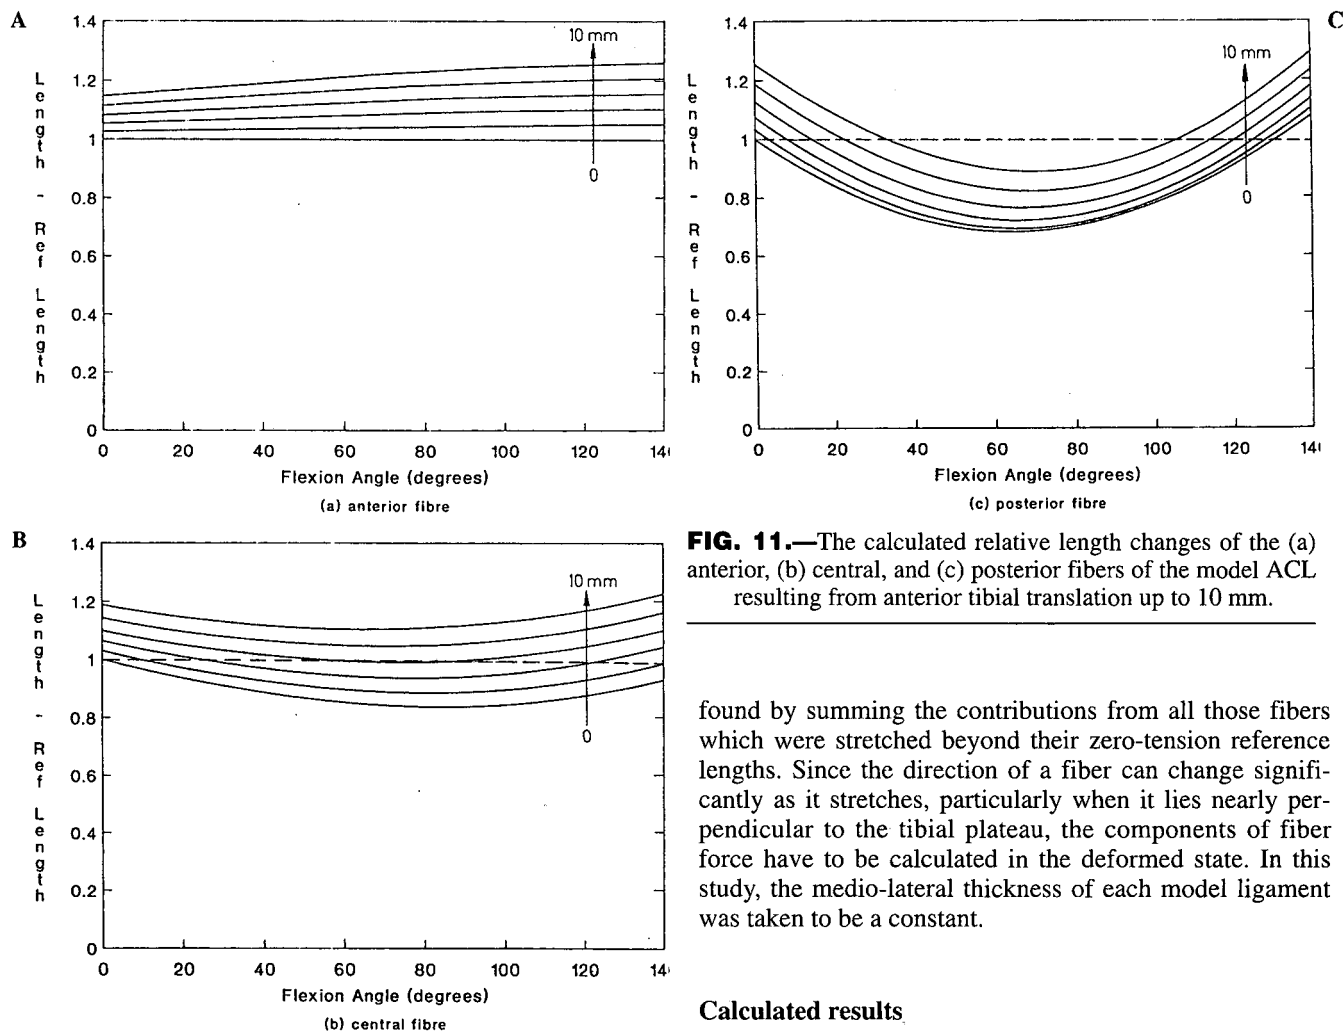 A
1.4
1.2
1
0.8
0.6
0.4
0.2
0
Length - Ref Length
10 mm
0
0 20 40 60 80 100 120 14
Flexion Angle (degrees)
(a) anterior fibre
C
1.4
1.2
1
0.8
0.6
0.4
0.2
0
Length - Ref Length
10 mm
0
0 20 40 60 80 100 120 14
Flexion Angle (degrees)
(c) posterior fibre
B
1.4
1.2
1
0.8
0.6
0.4
0.2
0
Length - Ref Length
10 mm
0
0 20 40 60 80 100 120 14
Flexion Angle (degrees)
(b) central fibre
FIG. 11.—The calculated relative length changes of the (a)
anterior, (b) central, and (c) posterior fibers of the model ACL
resulting from anterior tibial translation up to 10 mm.
found by summing the contributions from all those fibers
which were stretched beyond their zero-tension reference
lengths. Since the direction of a fiber can change signifi-
cantly as it stretches, particularly when it lies nearly per-
pendicular to the tibial plateau, the components of fiber
force have to be calculated in the deformed state. In this
study, the medio-lateral thickness of each model ligament
was taken to be a constant.
Calculated results